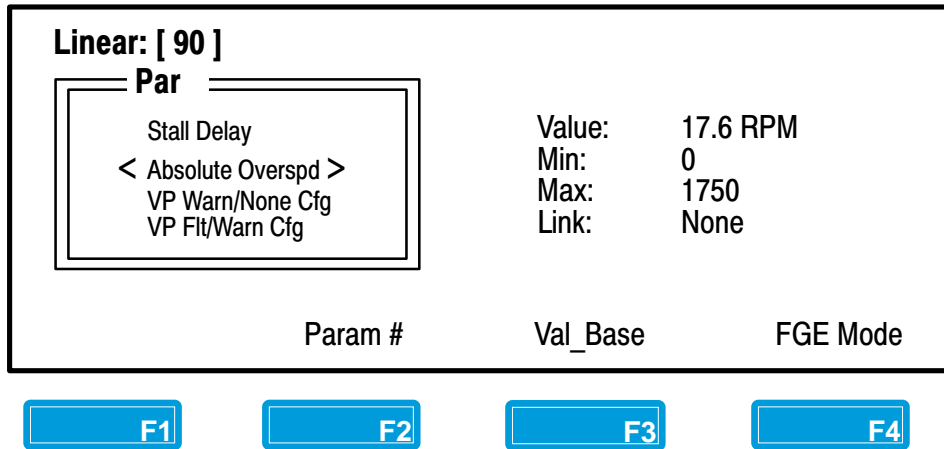 Linear: [ 90 ]
Par
Stall Delay
< Absolute Overspd >
VP Warn/None Cfg
VP Flt/Warn Cfg
Value: 17.6 RPM
Min: 0
Max: 1750
Link: None
Param # Val_Base FGE Mode
F1 F2 F3 F4